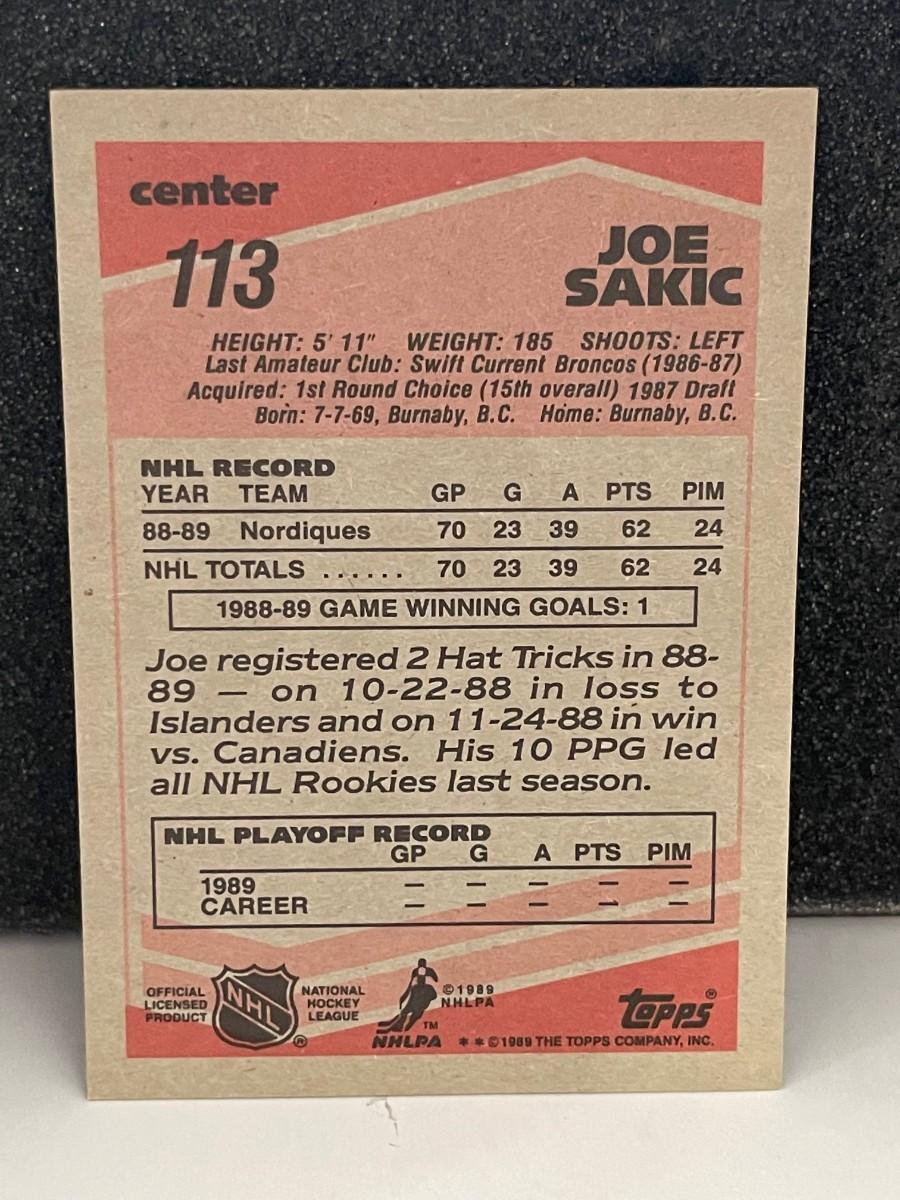 center
113
JOE
SAKIC
HEIGHT: 5' 11" WEIGHT: 185 SHOOTS: LEFT
Last Amateur Club: Swift Current Broncos (1986-87)
Acquired: 1st Round Choice (15th overall) 1987 Draft
Born: 7-7-69, Burnaby, B.C. Home: Burnaby, B.C.
NHL RECORD
YEAR TEAM GP G A PTS PIM
88-89 Nordiques 70 23 39 62 24
NHL TOTALS ...... 70 23 39 62 24
1988-89 GAME WINNING GOALS: 1
Joe registered 2 Hat Tricks in 88-
89 — on 10-22-88 in loss to
Islanders and on 11-24-88 in win
vs. Canadiens. His 10 PPG led
all NHL Rookies last season.
NHL PLAYOFF RECORD
GP G A PTS PIM
1989 — — — — —
CAREER — — — — —
OFFICIAL
LICENSED
PRODUCT
NHL
®
NATIONAL
HOCKEY
LEAGUE
©1989
NHLPA
TM
NHLPA
topps®
* * © 1989 THE TOPPS COMPANY, INC.